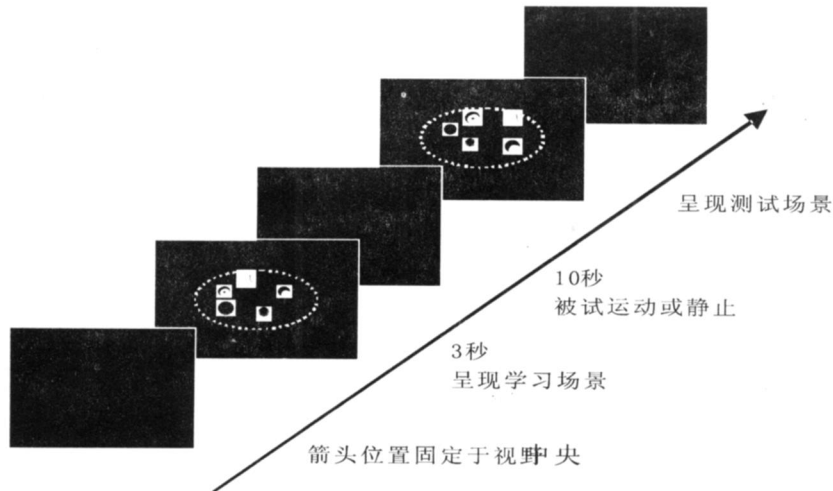 呈现测试场景
10秒
被试运动或静止
3秒
呈现学习场景
箭头位置固定于视野中央